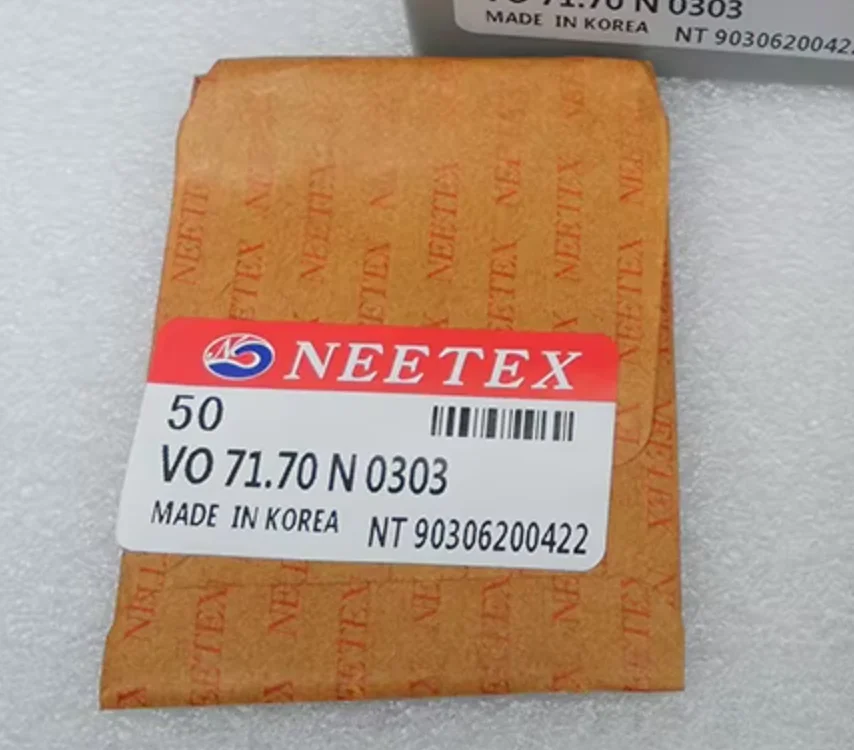 VO 71.70 N 0303
MADE IN KOREA NT 90306200422
NEETEX
50
VO 71.70 N 0303
MADE IN KOREA NT 90306200422